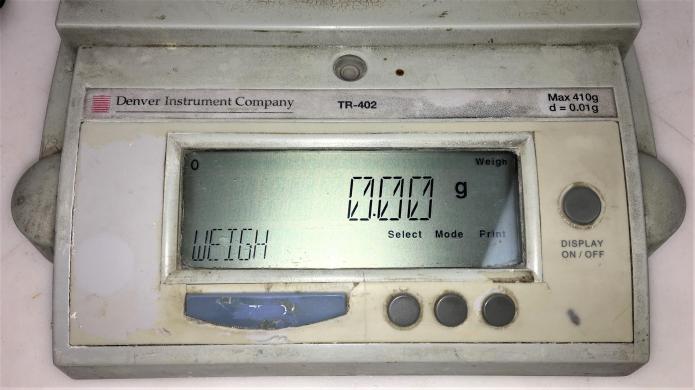 Denver Instrument Company
TR-402
Max 410g
d = 0.01g
O
Weigh
0.00 g
Select Mode Print
WEIGH
DISPLAY
ON / OFF